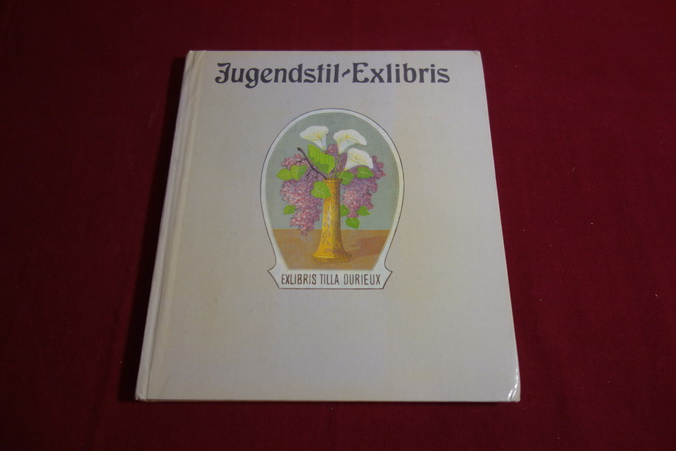 Jugendstil-Exlibris
EXLIBRIS TILLA DURIEUX